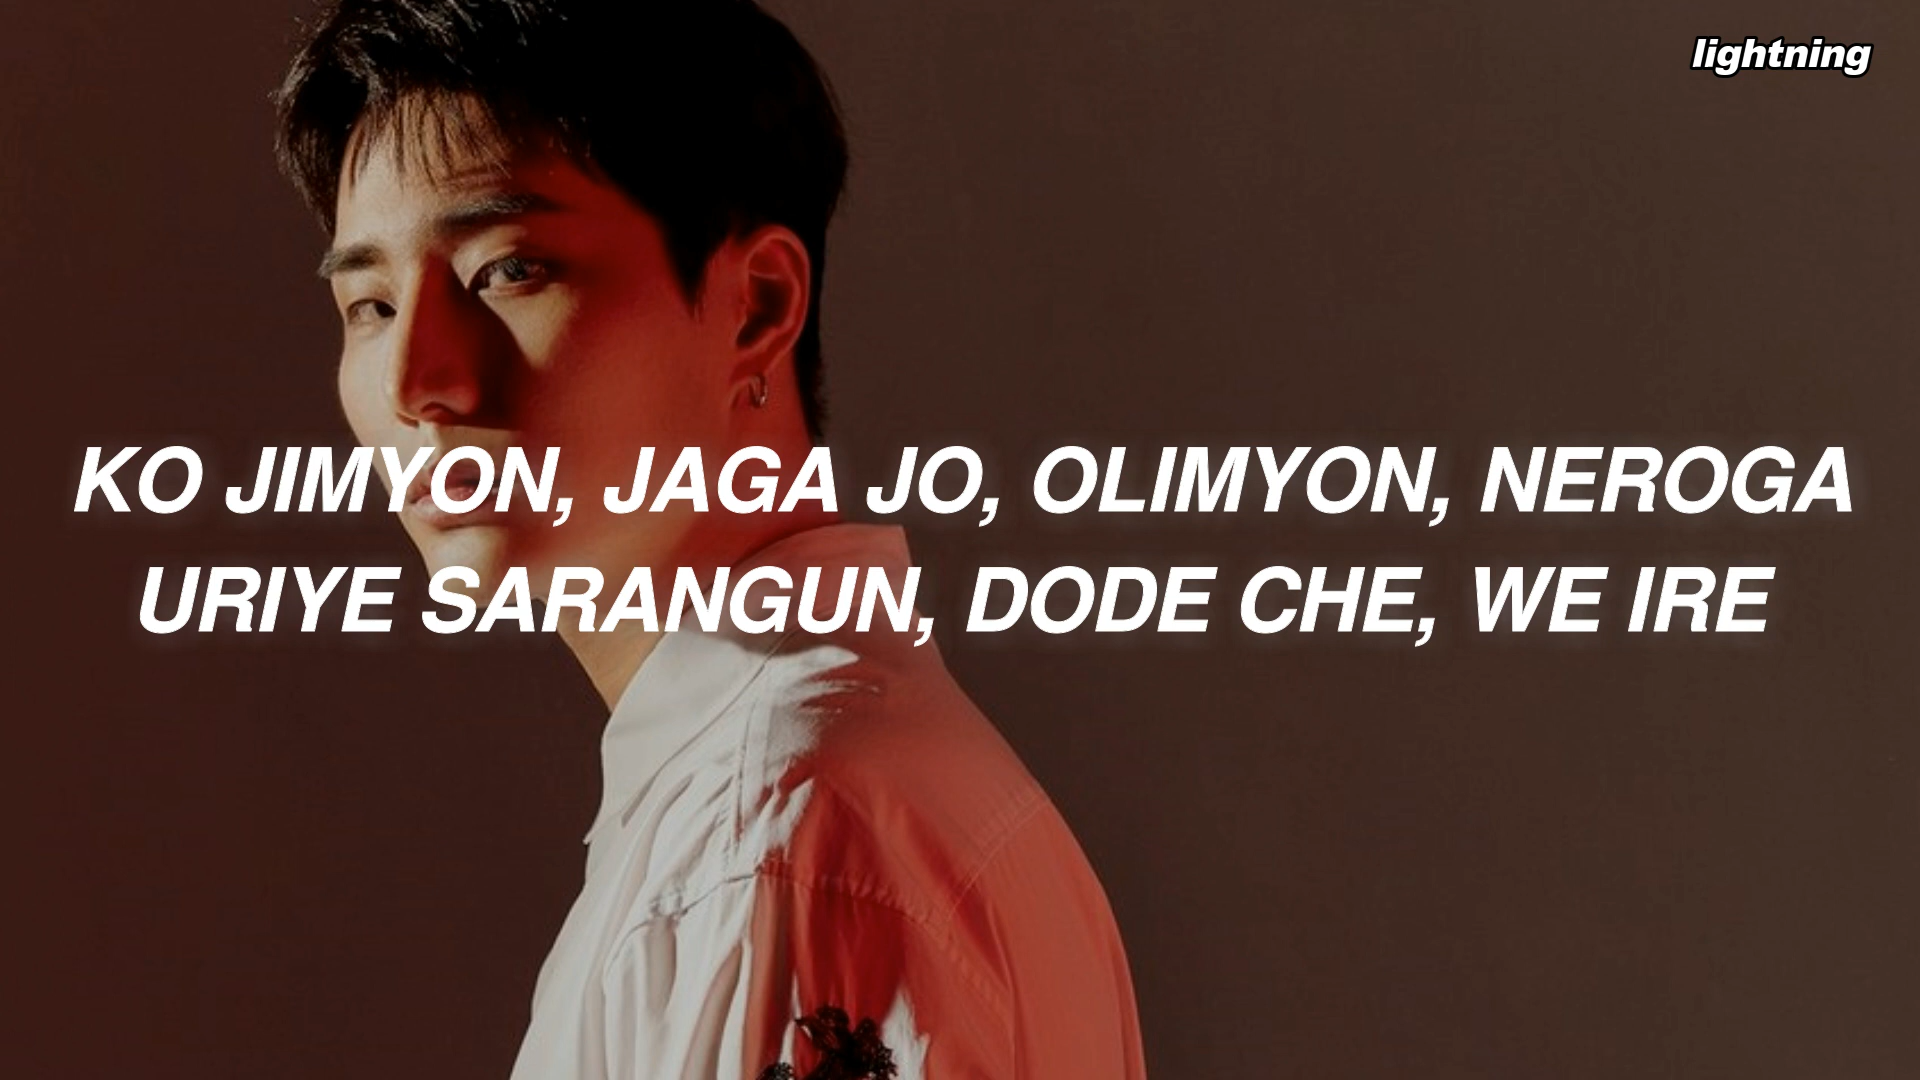 lightning
KO JIMYON, JAGA JO, OLIMYON, NEROGA
URIYE SARANGUN, DODE CHE, WE IRE